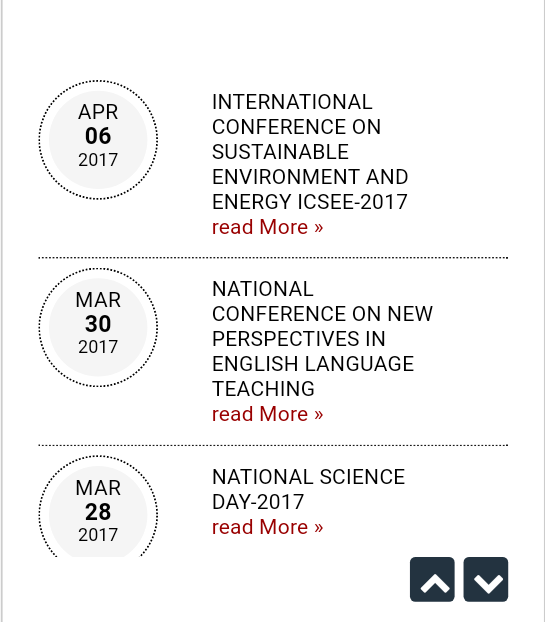 APR
06
2017
INTERNATIONAL
CONFERENCE ON
SUSTAINABLE
ENVIRONMENT AND
ENERGY ICSEE-2017
read More »
MAR
30
2017
NATIONAL
CONFERENCE ON NEW
PERSPECTIVES IN
ENGLISH LANGUAGE
TEACHING
read More »
MAR
28
2017
NATIONAL SCIENCE
DAY-2017
read More »